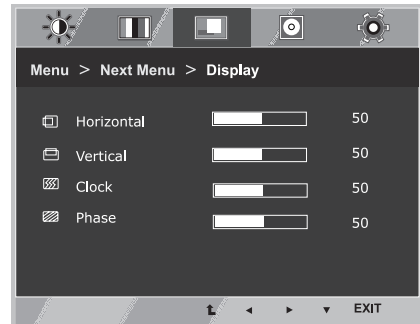 Menu > Next Menu > Display
Horizontal 50
Vertical 50
Clock 50
Phase 50
EXIT